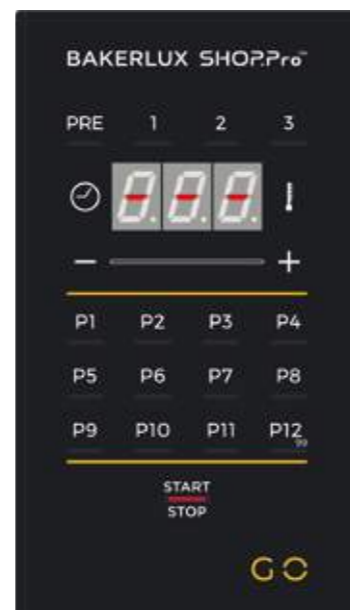 BAKERLUX SHOP.Pro™
PRE 1 2 3
- - -
− +
P1 P2 P3 P4
P5 P6 P7 P8
P9 P10 P11 P12
99
START
STOP
GO